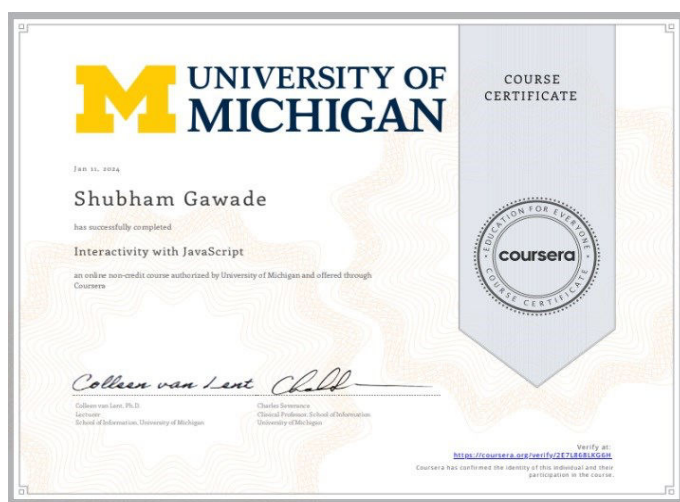 M UNIVERSITY OF
MICHIGAN
COURSE
CERTIFICATE
Jan 11, 2024
Shubham Gawade
has successfully completed
Interactivity with JavaScript
an online non-credit course authorized by University of Michigan and offered through
Coursera
EDUCATION FOR EVERYONE
coursera
COURSE CERTIFICATE
Colleen van Lent
Colleen van Lent, Ph.D.
Lecturer
School of Information, University of Michigan
Charles Severance
Clinical Professor, School of Information
University of Michigan
Verify at:
https://coursera.org/verify/2E7L868LKG6H
Coursera has confirmed the identity of this individual and their
participation in the course.